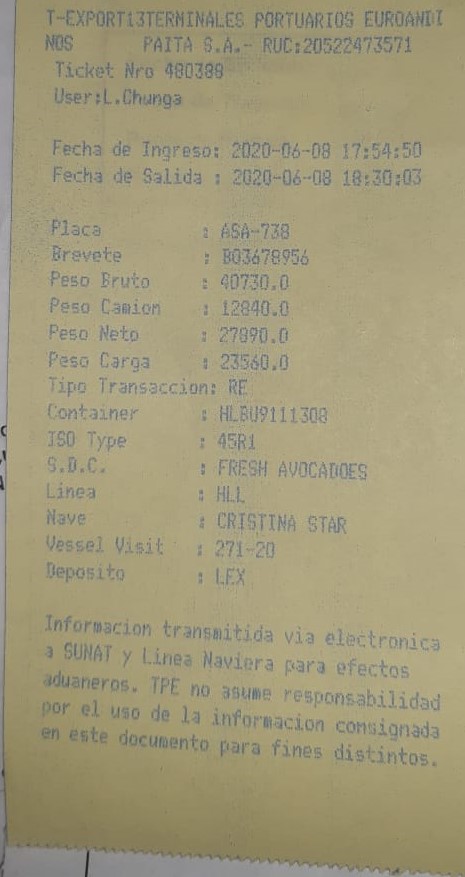 T-EXPORT13TERMINALES PORTUARIOS EUROANDI
NOS PAITA S.A.- RUC:20522473571
Ticket Nro 480389
User:L.Chunga
Fecha de Ingreso: 2020-06-08 17:54:50
Fecha de Salida : 2020-06-08 18:30:03
Placa : ASA-738
Brevete : B03678956
Peso Bruto : 40730.0
Peso Camion : 12840.0
Peso Neto : 27890.0
Peso Carga : 23560.0
Tipo Transaccion: RE
Container : HLBU9111308
ISO Type : 45R1
S.D.C. : FRESH AVOCADOES
Linea : HLL
Nave : CRISTINA STAR
Vessel Visit : 271-20
Deposito : LEX
Informacion transmitida via electronica
a SUNAT y Linea Naviera para efectos
aduaneros. TPE no asume responsabilidad
por el uso de la informacion consignada
en este documento para fines distintos.